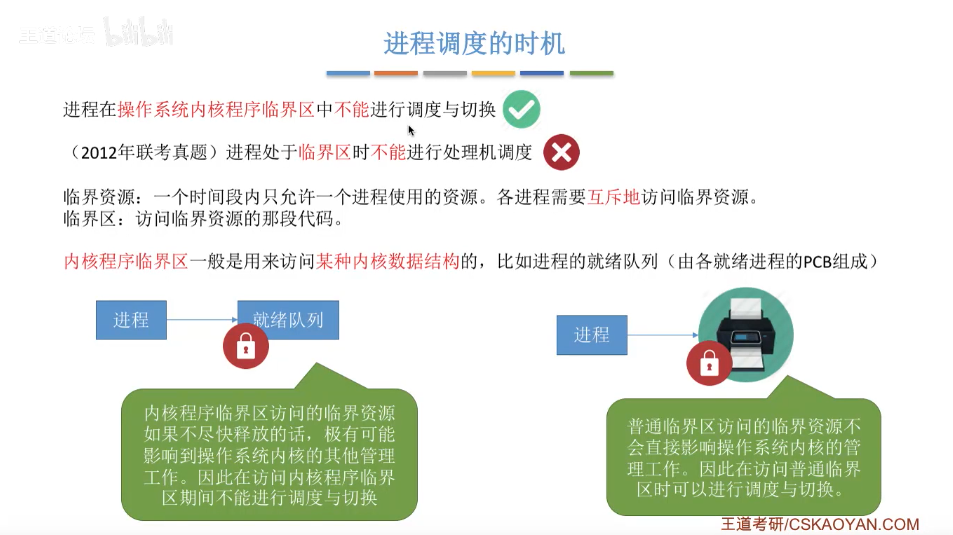 bilibili
进程调度的时机
进程在操作系统内核程序临界区中不能进行调度与切换
（2012年联考真题）进程处于临界区时不能进行处理机调度
临界资源：一个时间段内只允许一个进程使用的资源。各进程需要互斥地访问临界资源。
临界区：访问临界资源的那段代码。
内核程序临界区一般是用来访问某种内核数据结构的，比如进程的就绪队列（由各就绪进程的PCB组成）
进程
就绪队列
内核程序临界区访问的临界资源
如果不尽快释放的话，极有可能
影响到操作系统内核的其他管理
工作。因此在访问内核程序临界
区期间不能进行调度与切换
进程
普通临界区访问的临界资源不
会直接影响操作系统内核的管
理工作。因此在访问普通临界
区时可以进行调度与切换。
王道考研/CSKAOYAN.COM